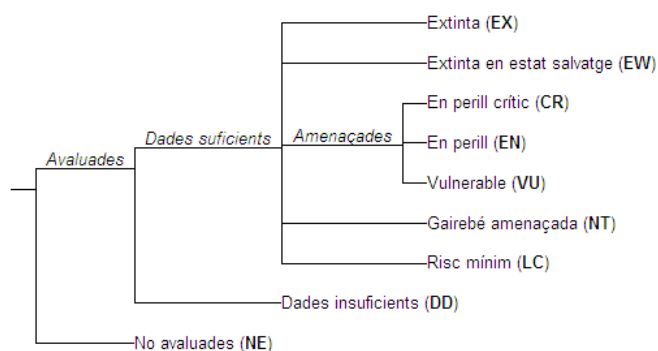 Extinta (EX)
Extinta en estat salvatge (EW)
En perill crític (CR)
Dades suficients
Amenaçades
En perill (EN)
Avaluades
Vulnerable (VU)
Gairebé amenaçada (NT)
Risc mínim (LC)
Dades insuficients (DD)
No avaluades (NE)